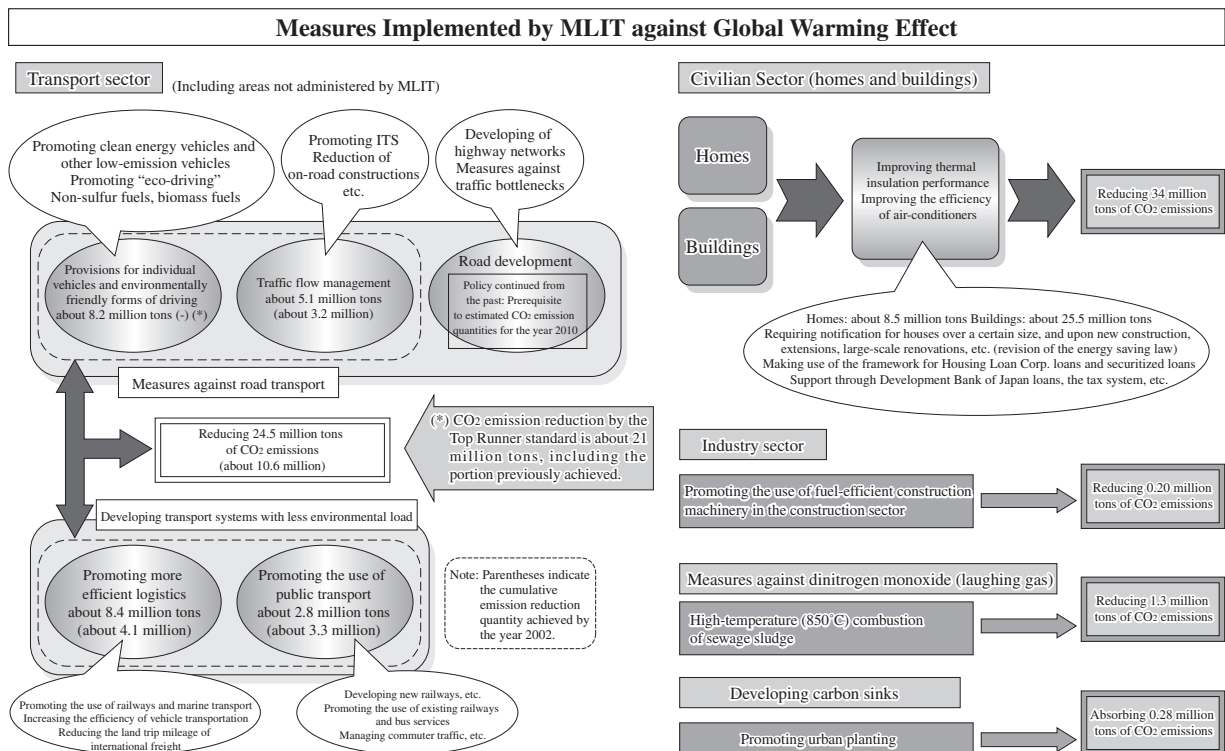 Measures Implemented by MLIT against Global Warming Effect
Transport sector
(Including areas not administered by MLIT)
Promoting clean energy vehicles and
other low-emission vehicles
Promoting “eco-driving”
Non-sulfur fuels, biomass fuels
Promoting ITS
Reduction of
on-road constructions
etc.
Developing of
highway networks
Measures against
traffic bottlenecks
Provisions for individual
vehicles and environmentally
friendly forms of driving
about 8.2 million tons (-) (*)
Traffic flow management
about 5.1 million tons
(about 3.2 million)
Road development
Policy continued from
the past: Prerequisite
to estimated CO2 emission
quantities for the year 2010
Measures against road transport
Reducing 24.5 million tons
of CO2 emissions
(about 10.6 million)
(*) CO2 emission reduction by the
Top Runner standard is about 21
million tons, including the
portion previously achieved.
Developing transport systems with less environmental load
Promoting more
efficient logistics
about 8.4 million tons
(about 4.1 million)
Promoting the use of
public transport
about 2.8 million tons
(about 3.3 million)
Note: Parentheses indicate
the cumulative
emission reduction
quantity achieved by
the year 2002.
Promoting the use of railways and marine transport
Increasing the efficiency of vehicle transportation
Reducing the land trip mileage of
international freight
Developing new railways, etc.
Promoting the use of existing railways
and bus services
Managing commuter traffic, etc.
Civilian Sector (homes and buildings)
Homes
Buildings
Improving thermal
insulation performance
Improving the efficiency
of air-conditioners
Reducing 34 million
tons of CO2 emissions
Homes: about 8.5 million tons Buildings: about 25.5 million tons
Requiring notification for houses over a certain size, and upon new construction,
extensions, large-scale renovations, etc. (revision of the energy saving law)
Making use of the framework for Housing Loan Corp. loans and securitized loans
Support through Development Bank of Japan loans, the tax system, etc.
Industry sector
Promoting the use of fuel-efficient construction
machinery in the construction sector
Reducing 0.20 million
tons of CO2 emissions
Measures against dinitrogen monoxide (laughing gas)
High-temperature (850°C) combustion
of sewage sludge
Reducing 1.3 million
tons of CO2 emissions
Developing carbon sinks
Promoting urban planting
Absorbing 0.28 million
tons of CO2 emissions